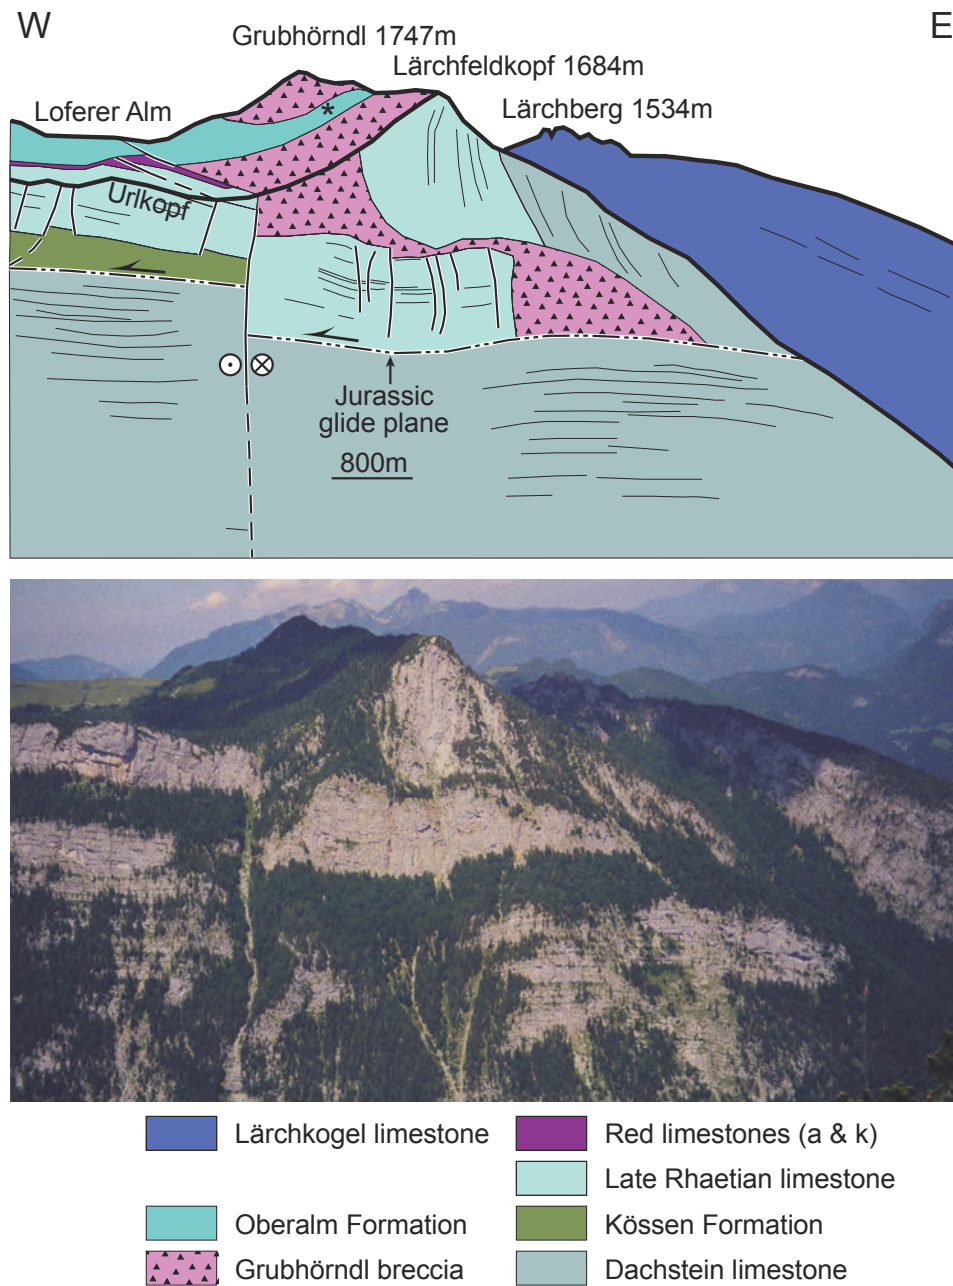 W
E
Grubhörndl 1747m
Lärchfeldkopf 1684m
Loferer Alm
Lärchberg 1534m
*
Urlkopf
Jurassic
glide plane
800m
Lärchkogel limestone
Red limestones (a & k)
Late Rhaetian limestone
Oberalm Formation
Kössen Formation
Grubhörndl breccia
Dachstein limestone